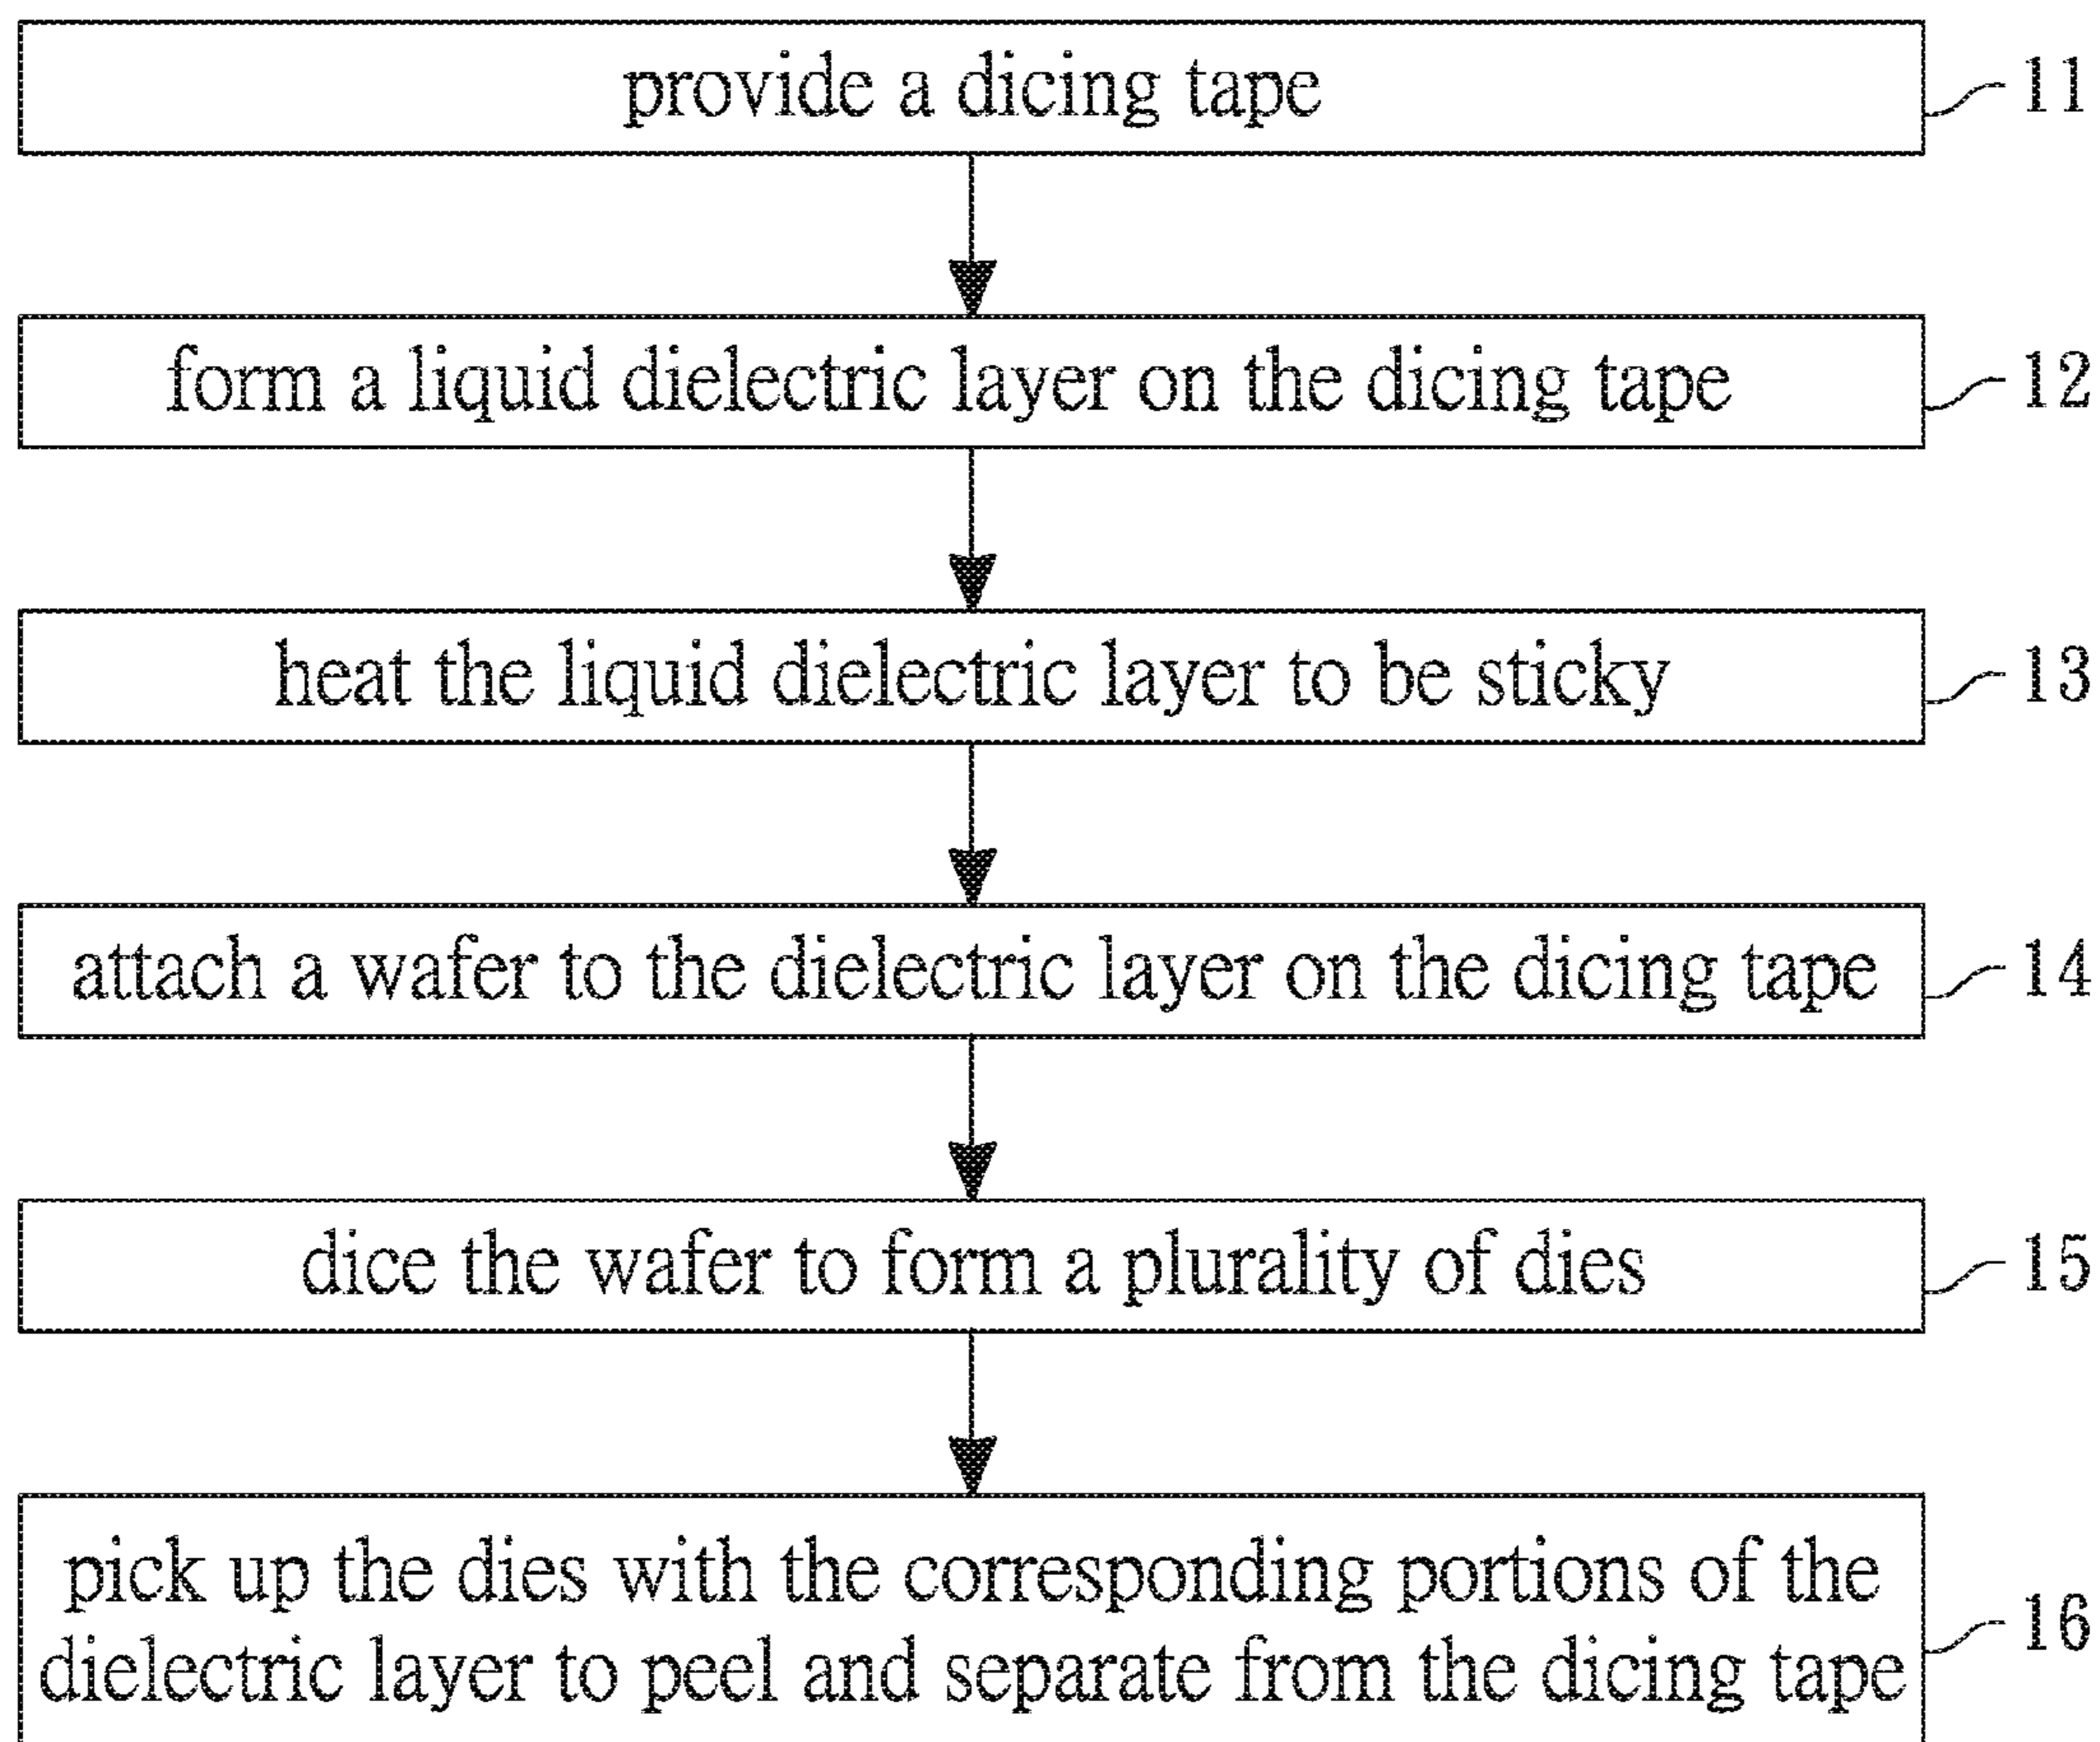 provide a dicing tape 11
form a liquid dielectric layer on the dicing tape 12
heat the liquid dielectric layer to be sticky 13
attach a wafer to the dielectric layer on the dicing tape 14
dice the wafer to form a plurality of dies 15
pick up the dies with the corresponding portions of the
dielectric layer to peel and separate from the dicing tape 16